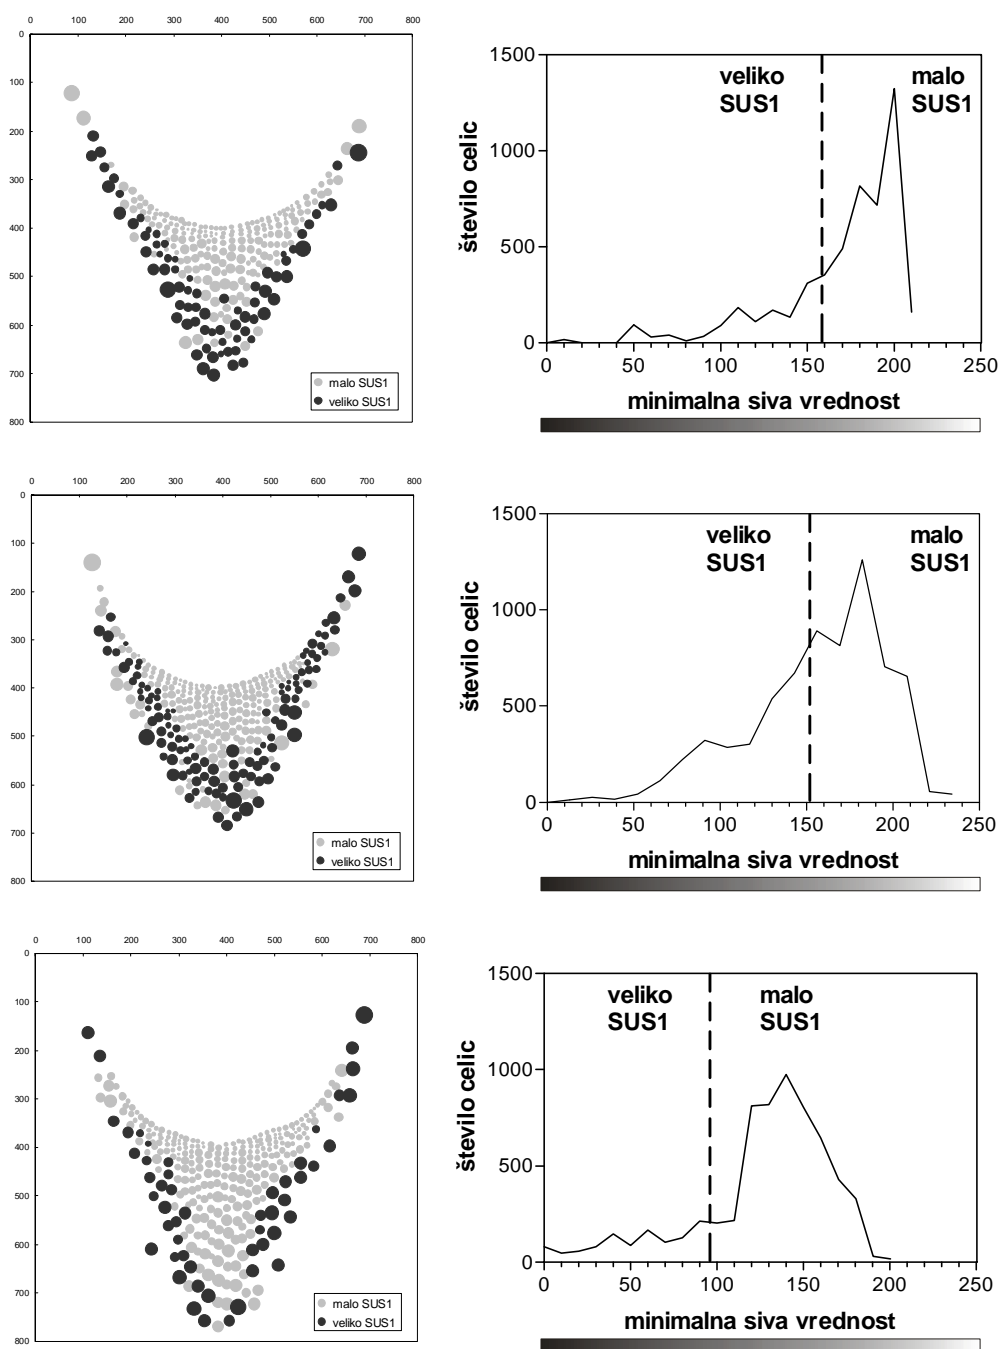 0 100 200 300 400 500 600 700 800
0
100
200
300
400
500
600
700
800
malo SUS1
veliko SUS1
1500
1000
500
0
število celic
veliko
SUS1
malo
SUS1
0 50 100 150 200 250
minimalna siva vrednost
0 100 200 300 400 500 600 700 800
0
100
200
300
400
500
600
700
800
malo SUS1
veliko SUS1
1500
1000
500
0
število celic
veliko
SUS1
malo
SUS1
0 50 100 150 200 250
minimalna siva vrednost
0 100 200 300 400 500 600 700 800
0
100
200
300
400
500
600
700
800
malo SUS1
veliko SUS1
1500
1000
500
0
število celic
veliko
SUS1
malo
SUS1
0 50 100 150 200 250
minimalna siva vrednost